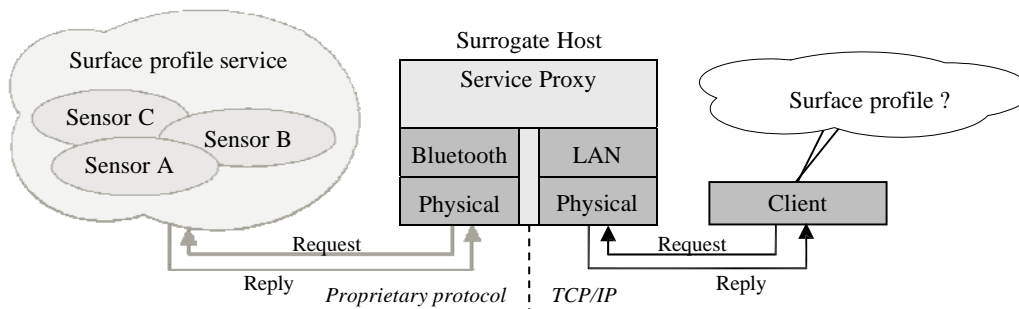 Surface profile service
Sensor C
Sensor B
Sensor A
Surrogate Host
Service Proxy
Bluetooth
LAN
Physical
Physical
Surface profile ?
Client
Request
Reply
Request
Reply
Proprietary protocol
TCP/IP